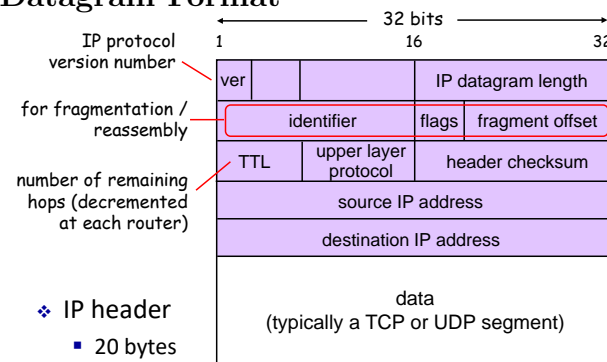 Datagram Format
32 bits
1 16 32
IP protocol
version number
ver
IP datagram length
for fragmentation /
reassembly
identifier
flags
fragment offset
TTL
upper layer
protocol
header checksum
number of remaining
hops (decremented
at each router)
source IP address
destination IP address
data
(typically a TCP or UDP segment)
❖ IP header
▪ 20 bytes